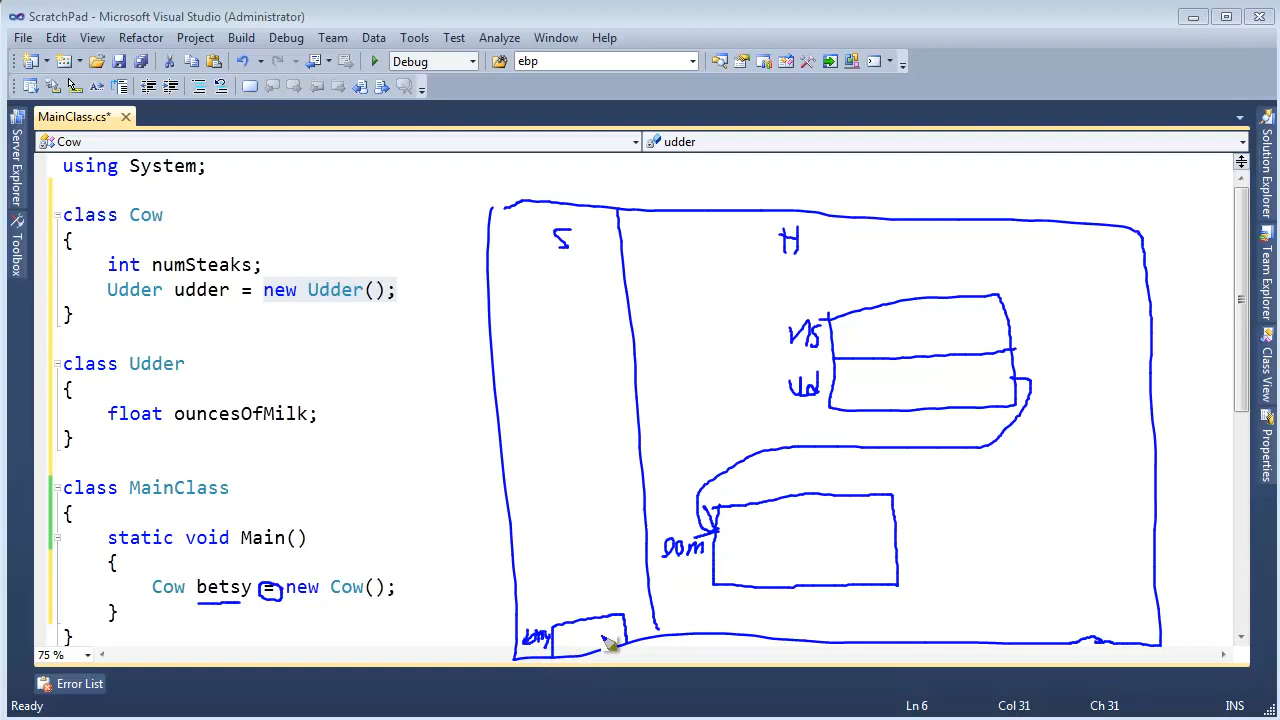 ScratchPad - Microsoft Visual Studio (Administrator)
File Edit View Refactor Project Build Debug Team Data Tools Test Analyze Window Help
Debug ebp
MainClass.cs*
Cow udder
Server Explorer
Toolbox
Solution Explorer
Team Explorer
Class View
Properties
using System;
class Cow
{
int numSteaks;
Udder udder = new Udder();
}
class Udder
{
float ouncesOfMilk;
}
class MainClass
{
static void Main()
{
Cow betsy = new Cow();
}
}
S H
NS
Ud
OOM
betsy
75 %
Error List
Ready Ln 6 Col 31 Ch 31 INS